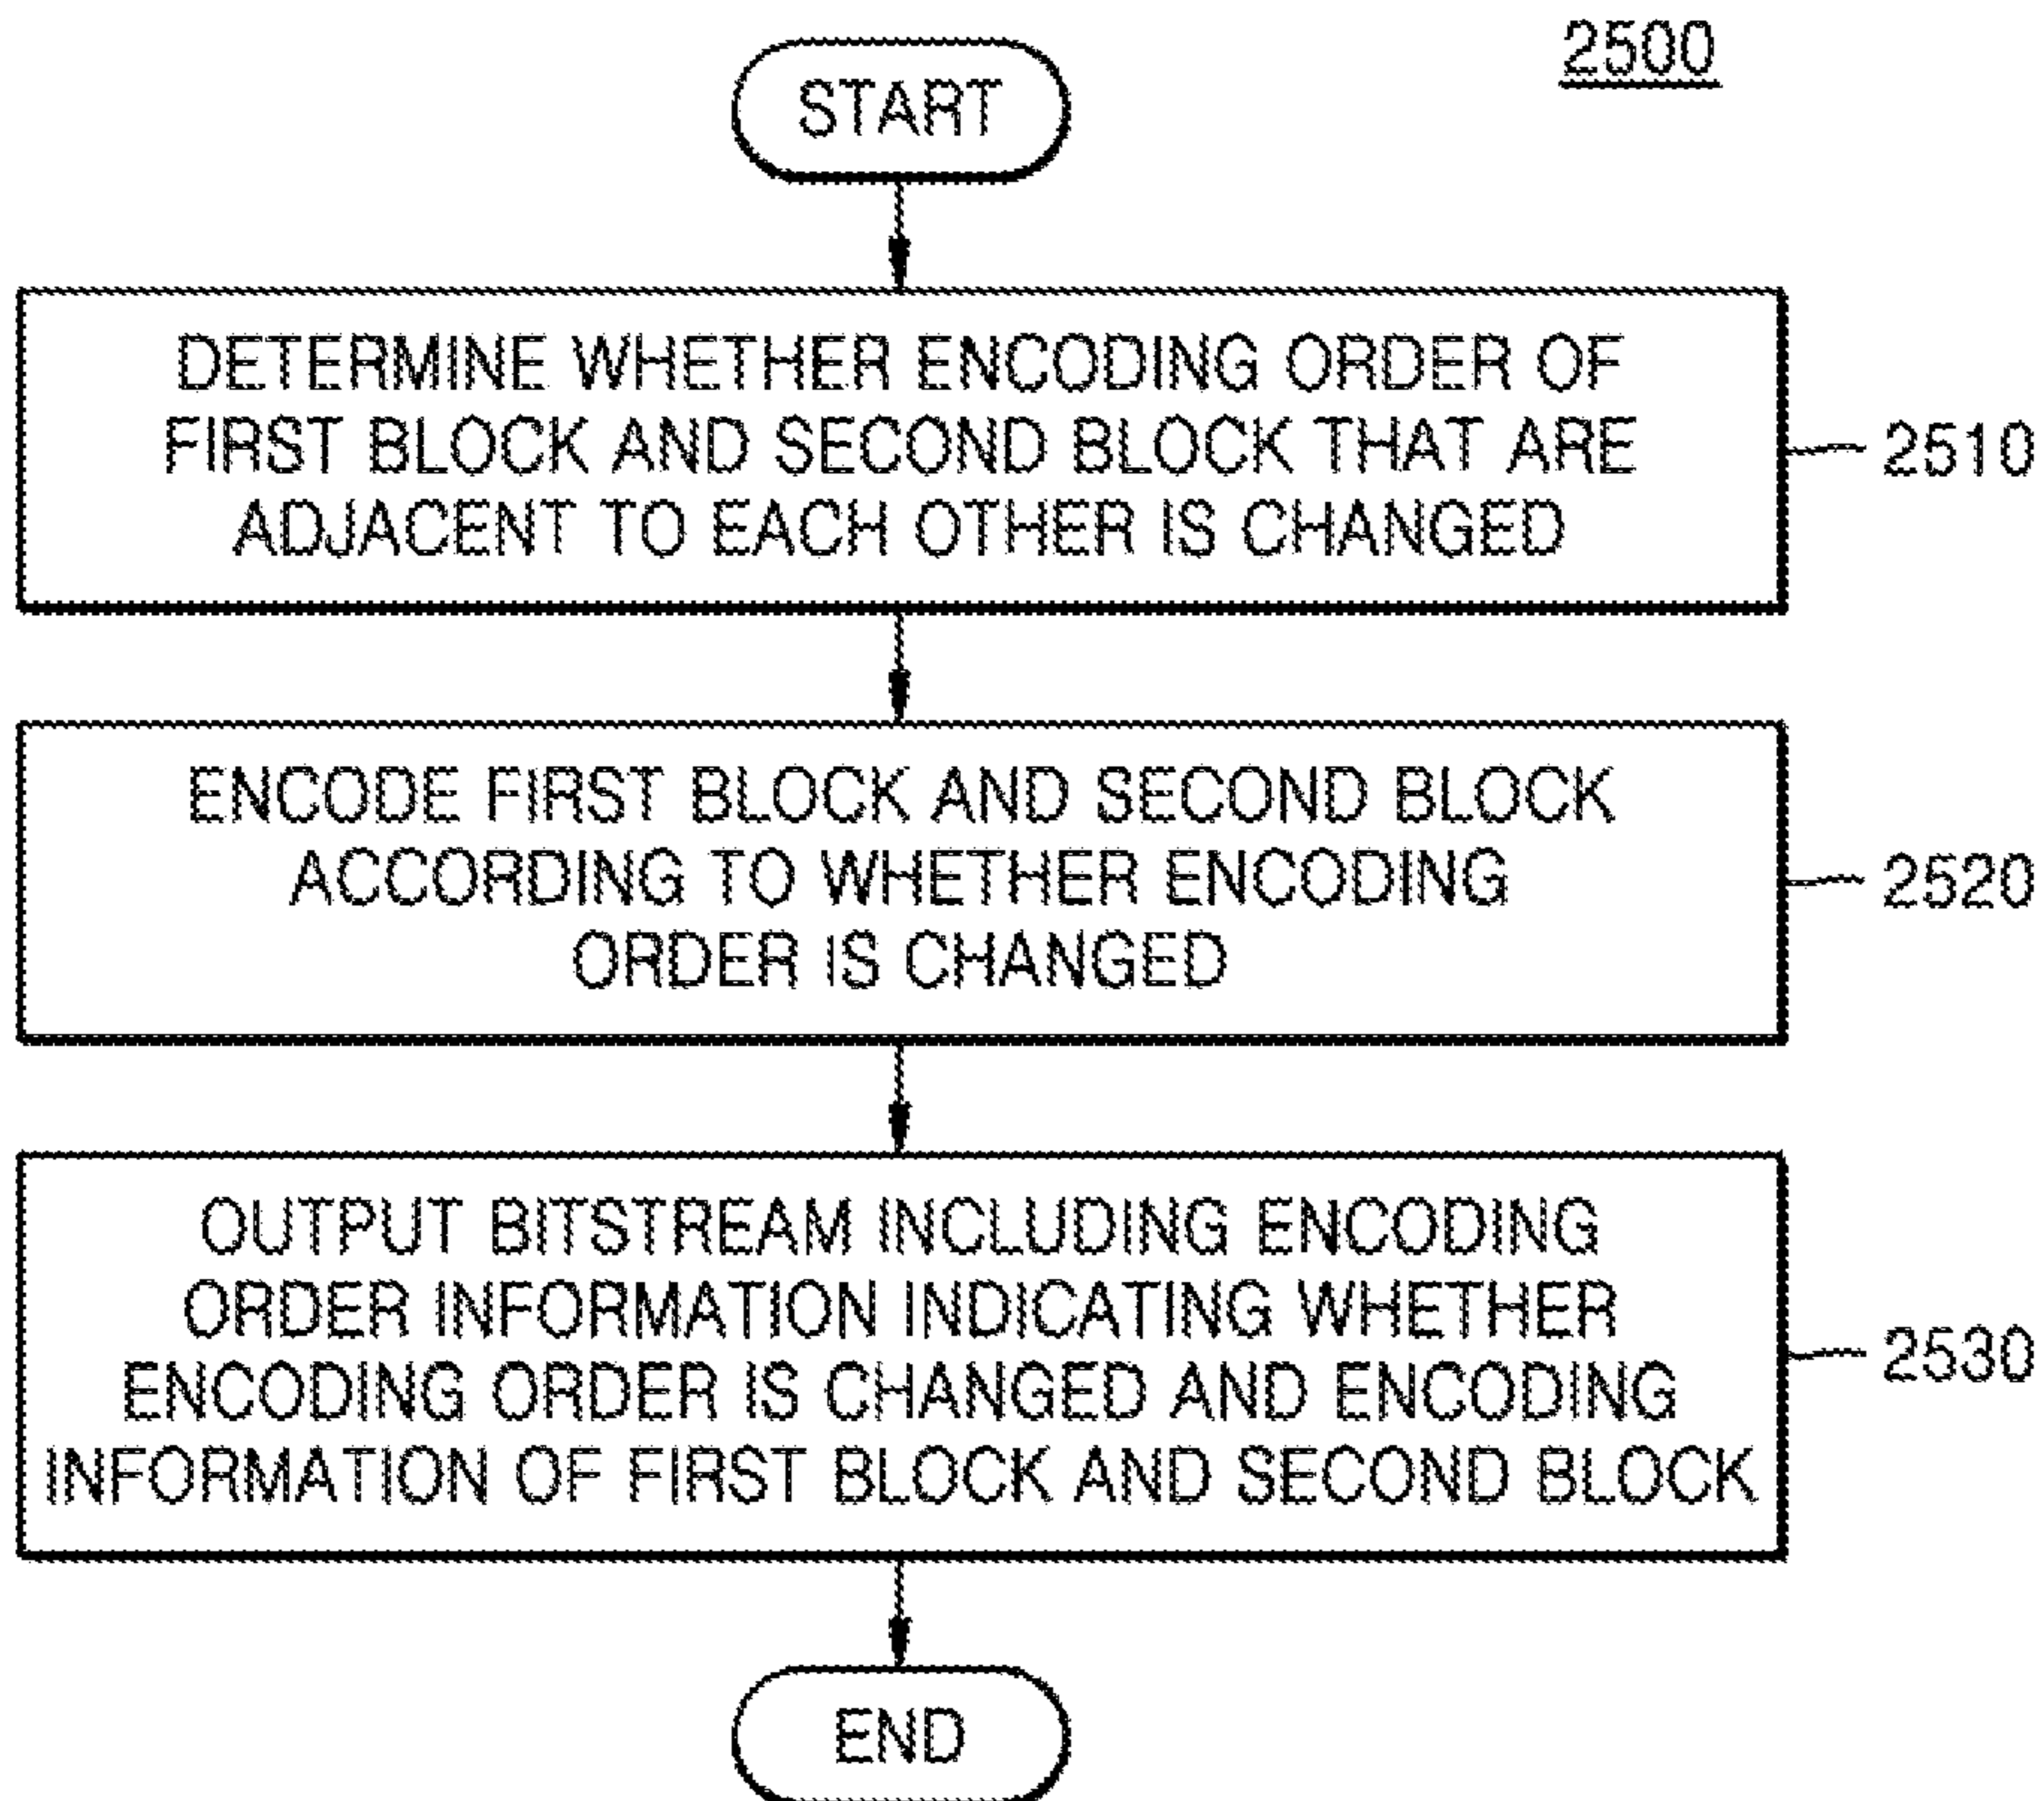 2500
START
DETERMINE WHETHER ENCODING ORDER OF
FIRST BLOCK AND SECOND BLOCK THAT ARE
ADJACENT TO EACH OTHER IS CHANGED
2510
ENCODE FIRST BLOCK AND SECOND BLOCK
ACCORDING TO WHETHER ENCODING
ORDER IS CHANGED
2520
OUTPUT BITSTREAM INCLUDING ENCODING
ORDER INFORMATION INDICATING WHETHER
ENCODING ORDER IS CHANGED AND ENCODING
INFORMATION OF FIRST BLOCK AND SECOND BLOCK
2530
END